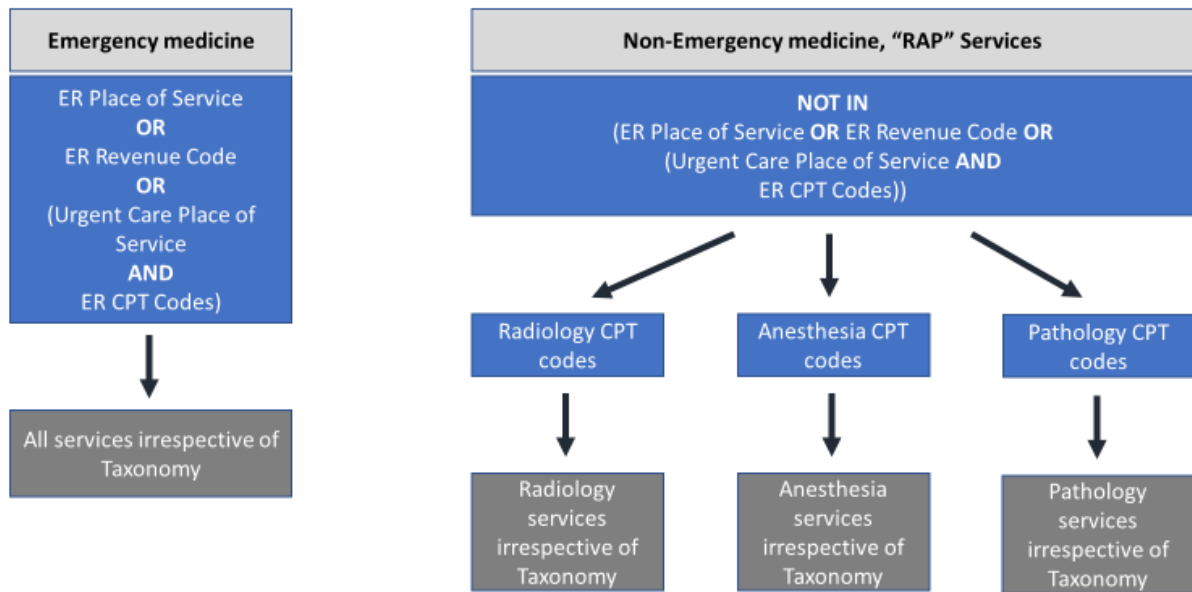 Emergency medicine
ER Place of Service
OR
ER Revenue Code
OR
(Urgent Care Place of
Service
AND
ER CPT Codes)
All services irrespective of
Taxonomy
Non-Emergency medicine, “RAP” Services
NOT IN
(ER Place of Service OR ER Revenue Code OR
(Urgent Care Place of Service AND
ER CPT Codes))
Radiology CPT
codes
Anesthesia CPT
codes
Pathology CPT
codes
Radiology
services
irrespective of
Taxonomy
Anesthesia
services
irrespective of
Taxonomy
Pathology
services
irrespective of
Taxonomy